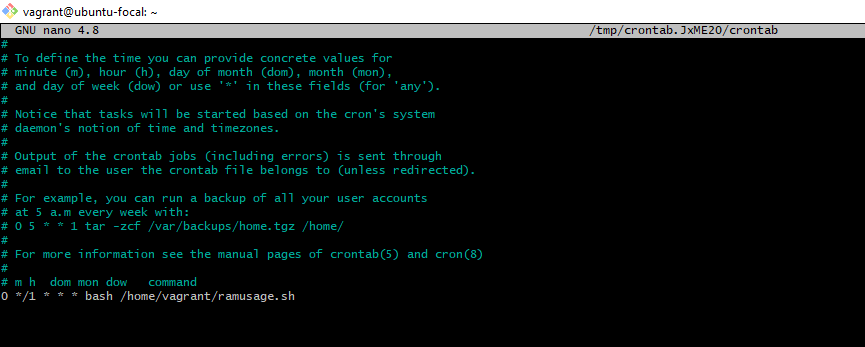 vagrant@ubuntu-focal: ~
GNU nano 4.8 /tmp/crontab.JxME2O/crontab
#
# To define the time you can provide concrete values for
# minute (m), hour (h), day of month (dom), month (mon),
# and day of week (dow) or use '*' in these fields (for 'any').
#
# Notice that tasks will be started based on the cron's system
# daemon's notion of time and timezones.
#
# Output of the crontab jobs (including errors) is sent through
# email to the user the crontab file belongs to (unless redirected).
#
# For example, you can run a backup of all your user accounts
# at 5 a.m every week with:
# 0 5 * * 1 tar -zcf /var/backups/home.tgz /home/
#
# For more information see the manual pages of crontab(5) and cron(8)
#
# m h  dom mon dow   command
0 */1 * * * bash /home/vagrant/ramusage.sh